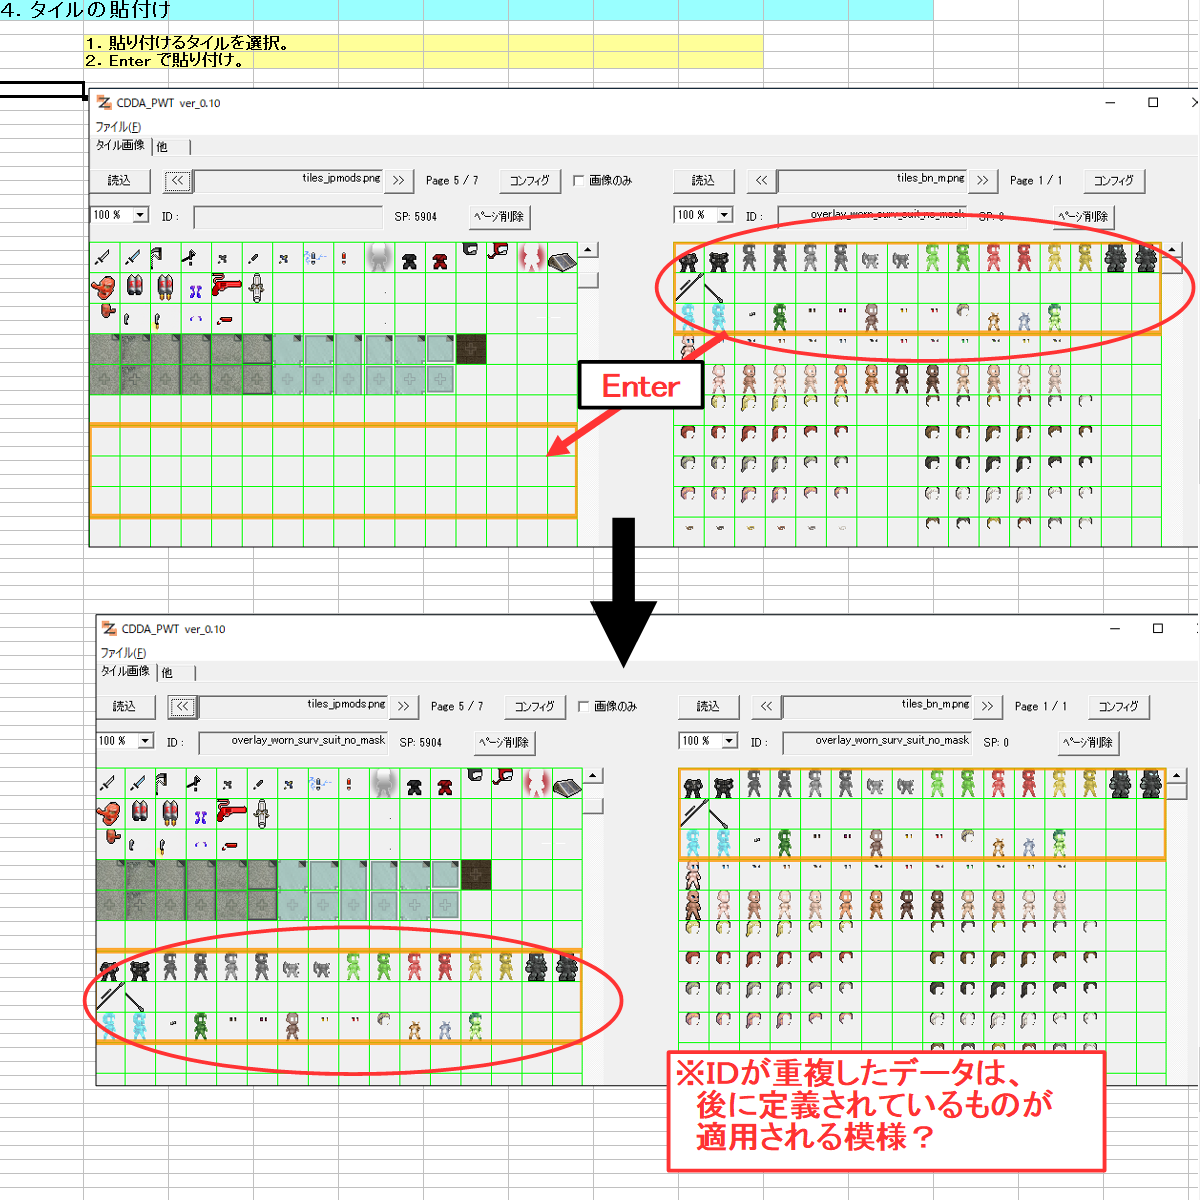 4. タイルの貼付け
1. 貼り付けるタイルを選択。
2. Enter で貼り付け。
CDDA_PWT ver_0.10
ファイル(F)
タイル画像 他
読込 << tiles_jpmods.png >> Page 5 / 7 コンフィグ 画像のみ 読込 << tiles_bn_m.png >> Page 1 / 1 コンフィグ
100 % ID : SP: 5904 ページ削除 100 % ID : overlay_worn_surv_suit_no_mask SP: 0 ページ削除
Enter
CDDA_PWT ver_0.10
ファイル(F)
タイル画像 他
読込 << tiles_jpmods.png >> Page 5 / 7 コンフィグ 画像のみ 読込 << tiles_bn_m.png >> Page 1 / 1 コンフィグ
100 % ID : overlay_worn_surv_suit_no_mask SP: 5904 ページ削除 100 % ID : overlay_worn_surv_suit_no_mask SP: 0 ページ削除
※IDが重複したデータは、
後に定義されているものが
適用される模様？